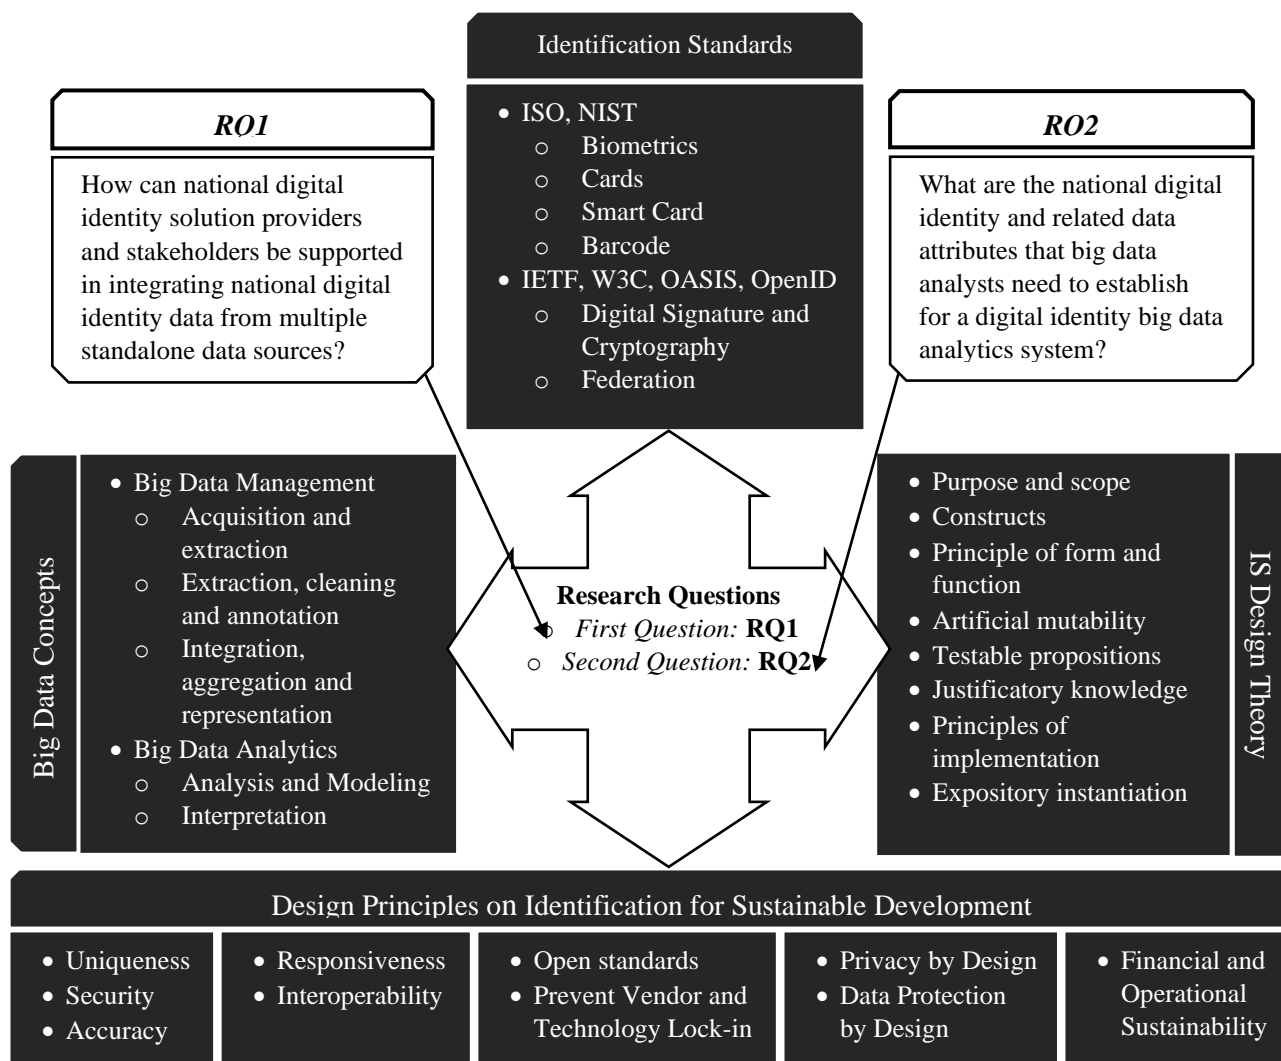 Identification Standards
• ISO, NIST
o Biometrics
o Cards
o Smart Card
o Barcode
• IETF, W3C, OASIS, OpenID
o Digital Signature and
Cryptography
o Federation
RQ1
How can national digital
identity solution providers
and stakeholders be supported
in integrating national digital
identity data from multiple
standalone data sources?
RQ2
What are the national digital
identity and related data
attributes that big data
analysts need to establish
for a digital identity big data
analytics system?
Big Data Concepts
• Big Data Management
o Acquisition and
extraction
o Extraction, cleaning
and annotation
o Integration,
aggregation and
representation
• Big Data Analytics
o Analysis and Modeling
o Interpretation
Research Questions
o First Question: RQ1
o Second Question: RQ2
• Purpose and scope
• Constructs
• Principle of form and
function
• Artificial mutability
• Testable propositions
• Justificatory knowledge
• Principles of
implementation
• Expository instantiation
IS Design Theory
Design Principles on Identification for Sustainable Development
• Uniqueness
• Security
• Accuracy
• Responsiveness
• Interoperability
• Open standards
• Prevent Vendor and
Technology Lock-in
• Privacy by Design
• Data Protection
by Design
• Financial and
Operational
Sustainability